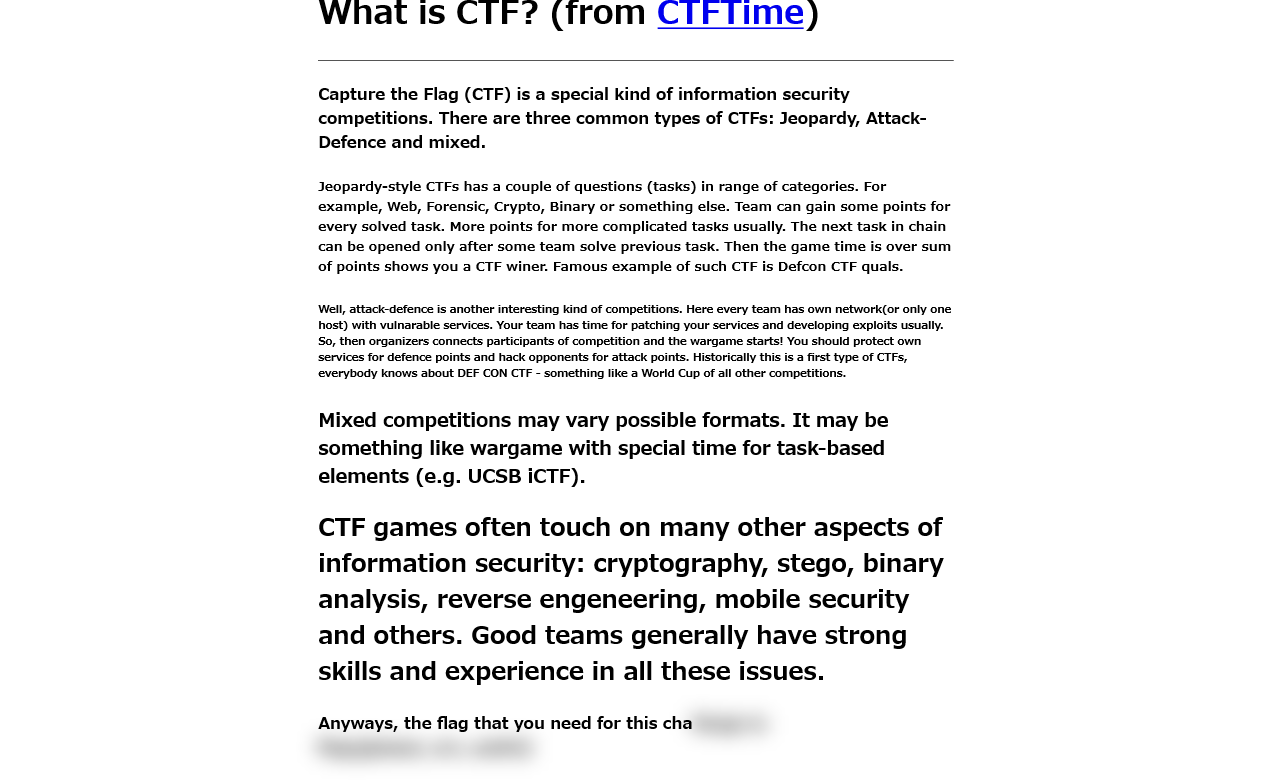 What is CTF? (from CTFTime)
Capture the Flag (CTF) is a special kind of information security
competitions. There are three common types of CTFs: Jeopardy, Attack-
Defence and mixed.
Jeopardy-style CTFs has a couple of questions (tasks) in range of categories. For
example, Web, Forensic, Crypto, Binary or something else. Team can gain some points for
every solved task. More points for more complicated tasks usually. The next task in chain
can be opened only after some team solve previous task. Then the game time is over sum
of points shows you a CTF winer. Famous example of such CTF is Defcon CTF quals.
Well, attack-defence is another interesting kind of competitions. Here every team has own network(or only one
host) with vulnarable services. Your team has time for patching your services and developing exploits usually.
So, then organizers connects participants of competition and the wargame starts! You should protect own
services for defence points and hack opponents for attack points. Historically this is a first type of CTFs,
everybody knows about DEF CON CTF - something like a World Cup of all other competitions.
Mixed competitions may vary possible formats. It may be
something like wargame with special time for task-based
elements (e.g. UCSB iCTF).
CTF games often touch on many other aspects of
information security: cryptography, stego, binary
analysis, reverse engeneering, mobile security
and others. Good teams generally have strong
skills and experience in all these issues.
Anyways, the flag that you need for this cha